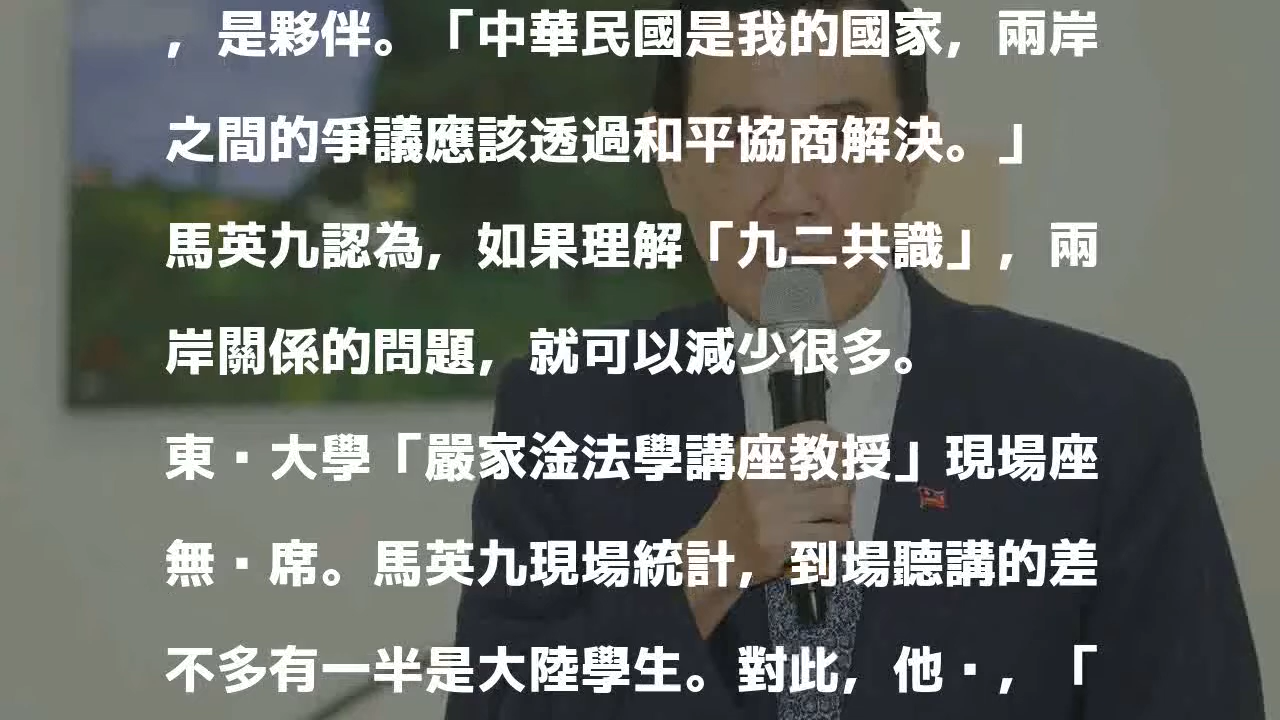 ，是夥伴。「中華民國是我的國家，兩岸
之間的爭議應該透過和平協商解決。」
馬英九認為，如果理解「九二共識」，兩
岸關係的問題，就可以減少很多。
東·大學「嚴家淦法學講座教授」現場座
無·席。馬英九現場統計，到場聽講的差
不多有一半是大陸學生。對此，他·，「